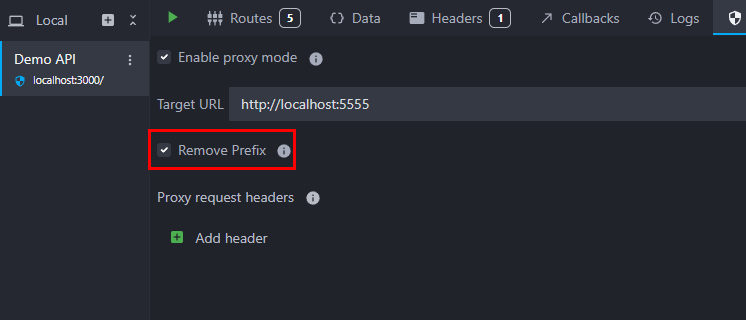 Local
Routes 5
Data
Headers 1
Callbacks
Logs
Demo API
localhost:3000/
Enable proxy mode
Target URL http://localhost:5555
Remove Prefix
Proxy request headers
Add header